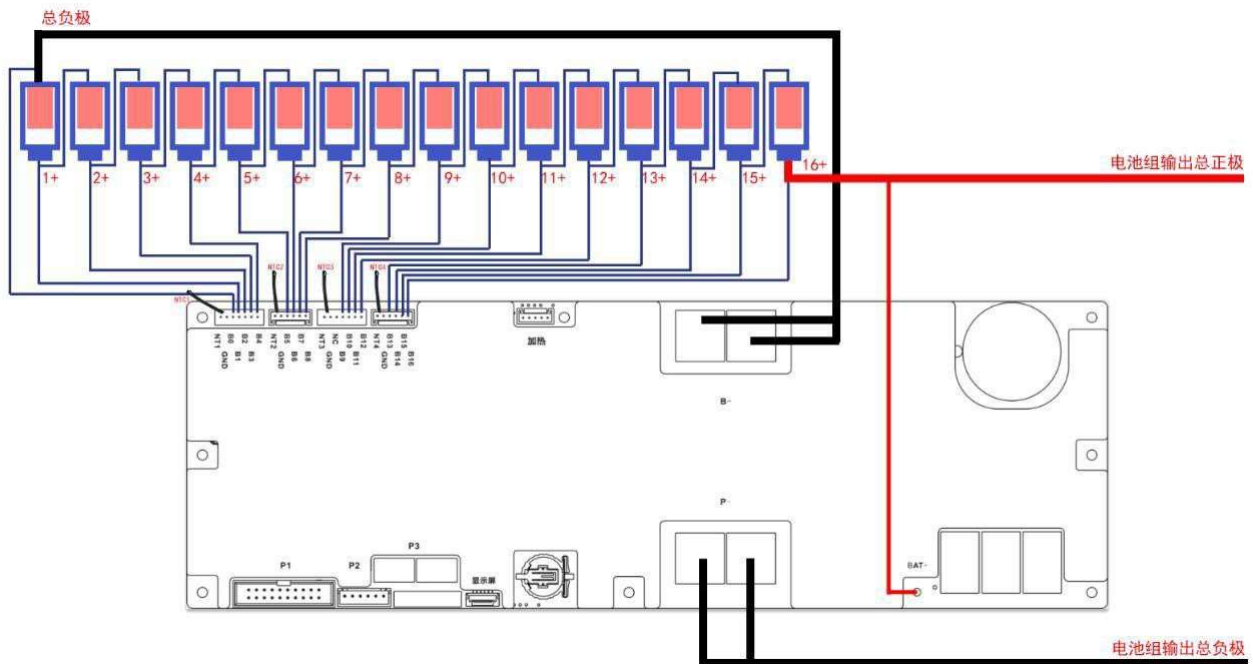 总负极
1+
2+
3+
4+
5+
6+
7+
8+
9+
10+
11+
12+
13+
14+
15+
16+
电池组输出总正极
NTC1
NTC2
NTC3
NTC4
NT1
GND
B0
B1
B2
B3
B4
NT2
GND
B5
B6
B7
B8
NT3
NC
B9
B10
B11
B12
NT4
GND
B13
B14
B15
B16
加热
B-
P-
P1
P2
P3
显示屏
BAT-
电池组输出总负极